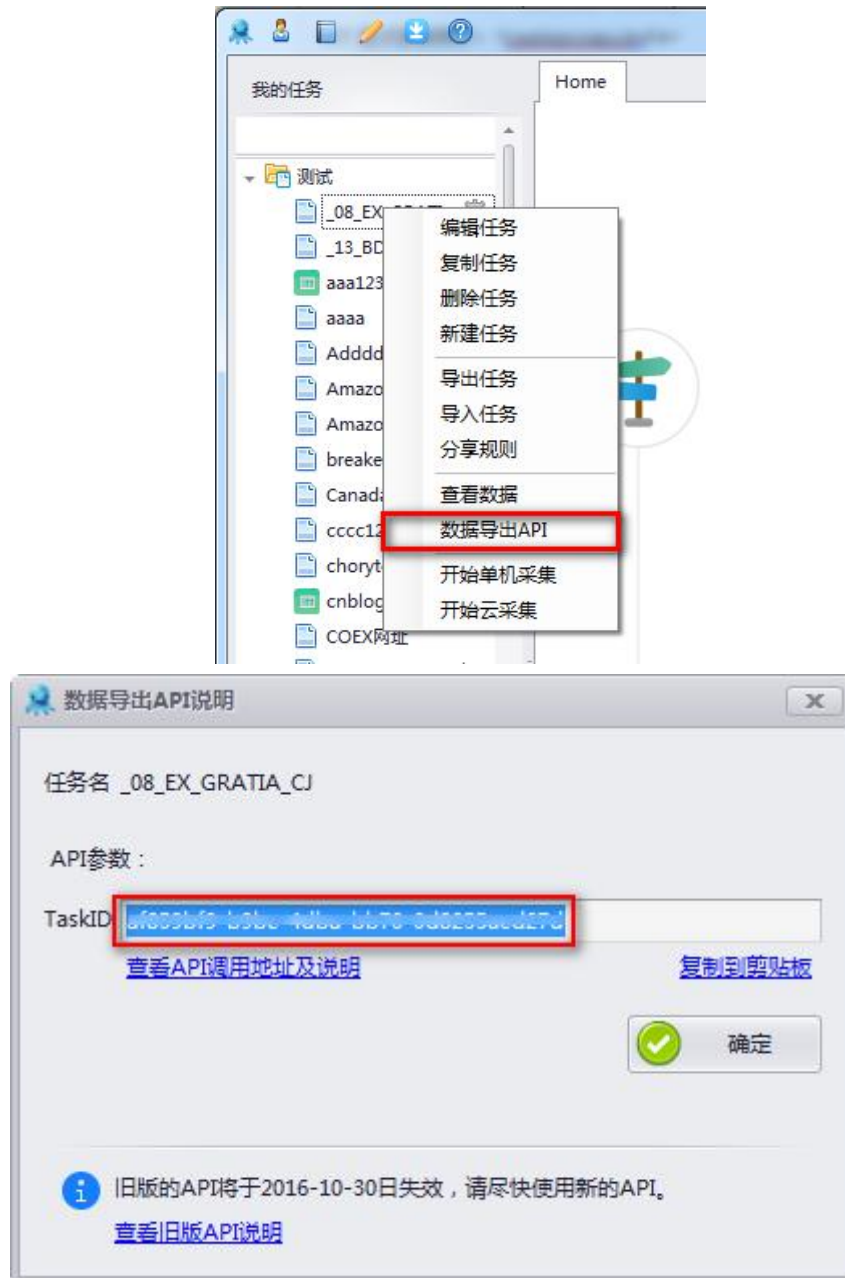 我的任务
Home
测试
_08_EX
编辑任务
_13_BD
复制任务
aaa123
删除任务
aaaa
新建任务
Adddd
导出任务
Amazo
导入任务
Amazo
分享规则
breake
查看数据
Canada
数据导出API
cccc12
开始单机采集
choryt
cnblog
开始云采集
COEX网址
数据导出API说明
任务名 _08_EX_GRATIA_CJ
API参数:
TaskID
查看API调用地址及说明 复制到剪贴板
确定
旧版的API将于2016-10-30日失效,请尽快使用新的API。
查看旧版API说明